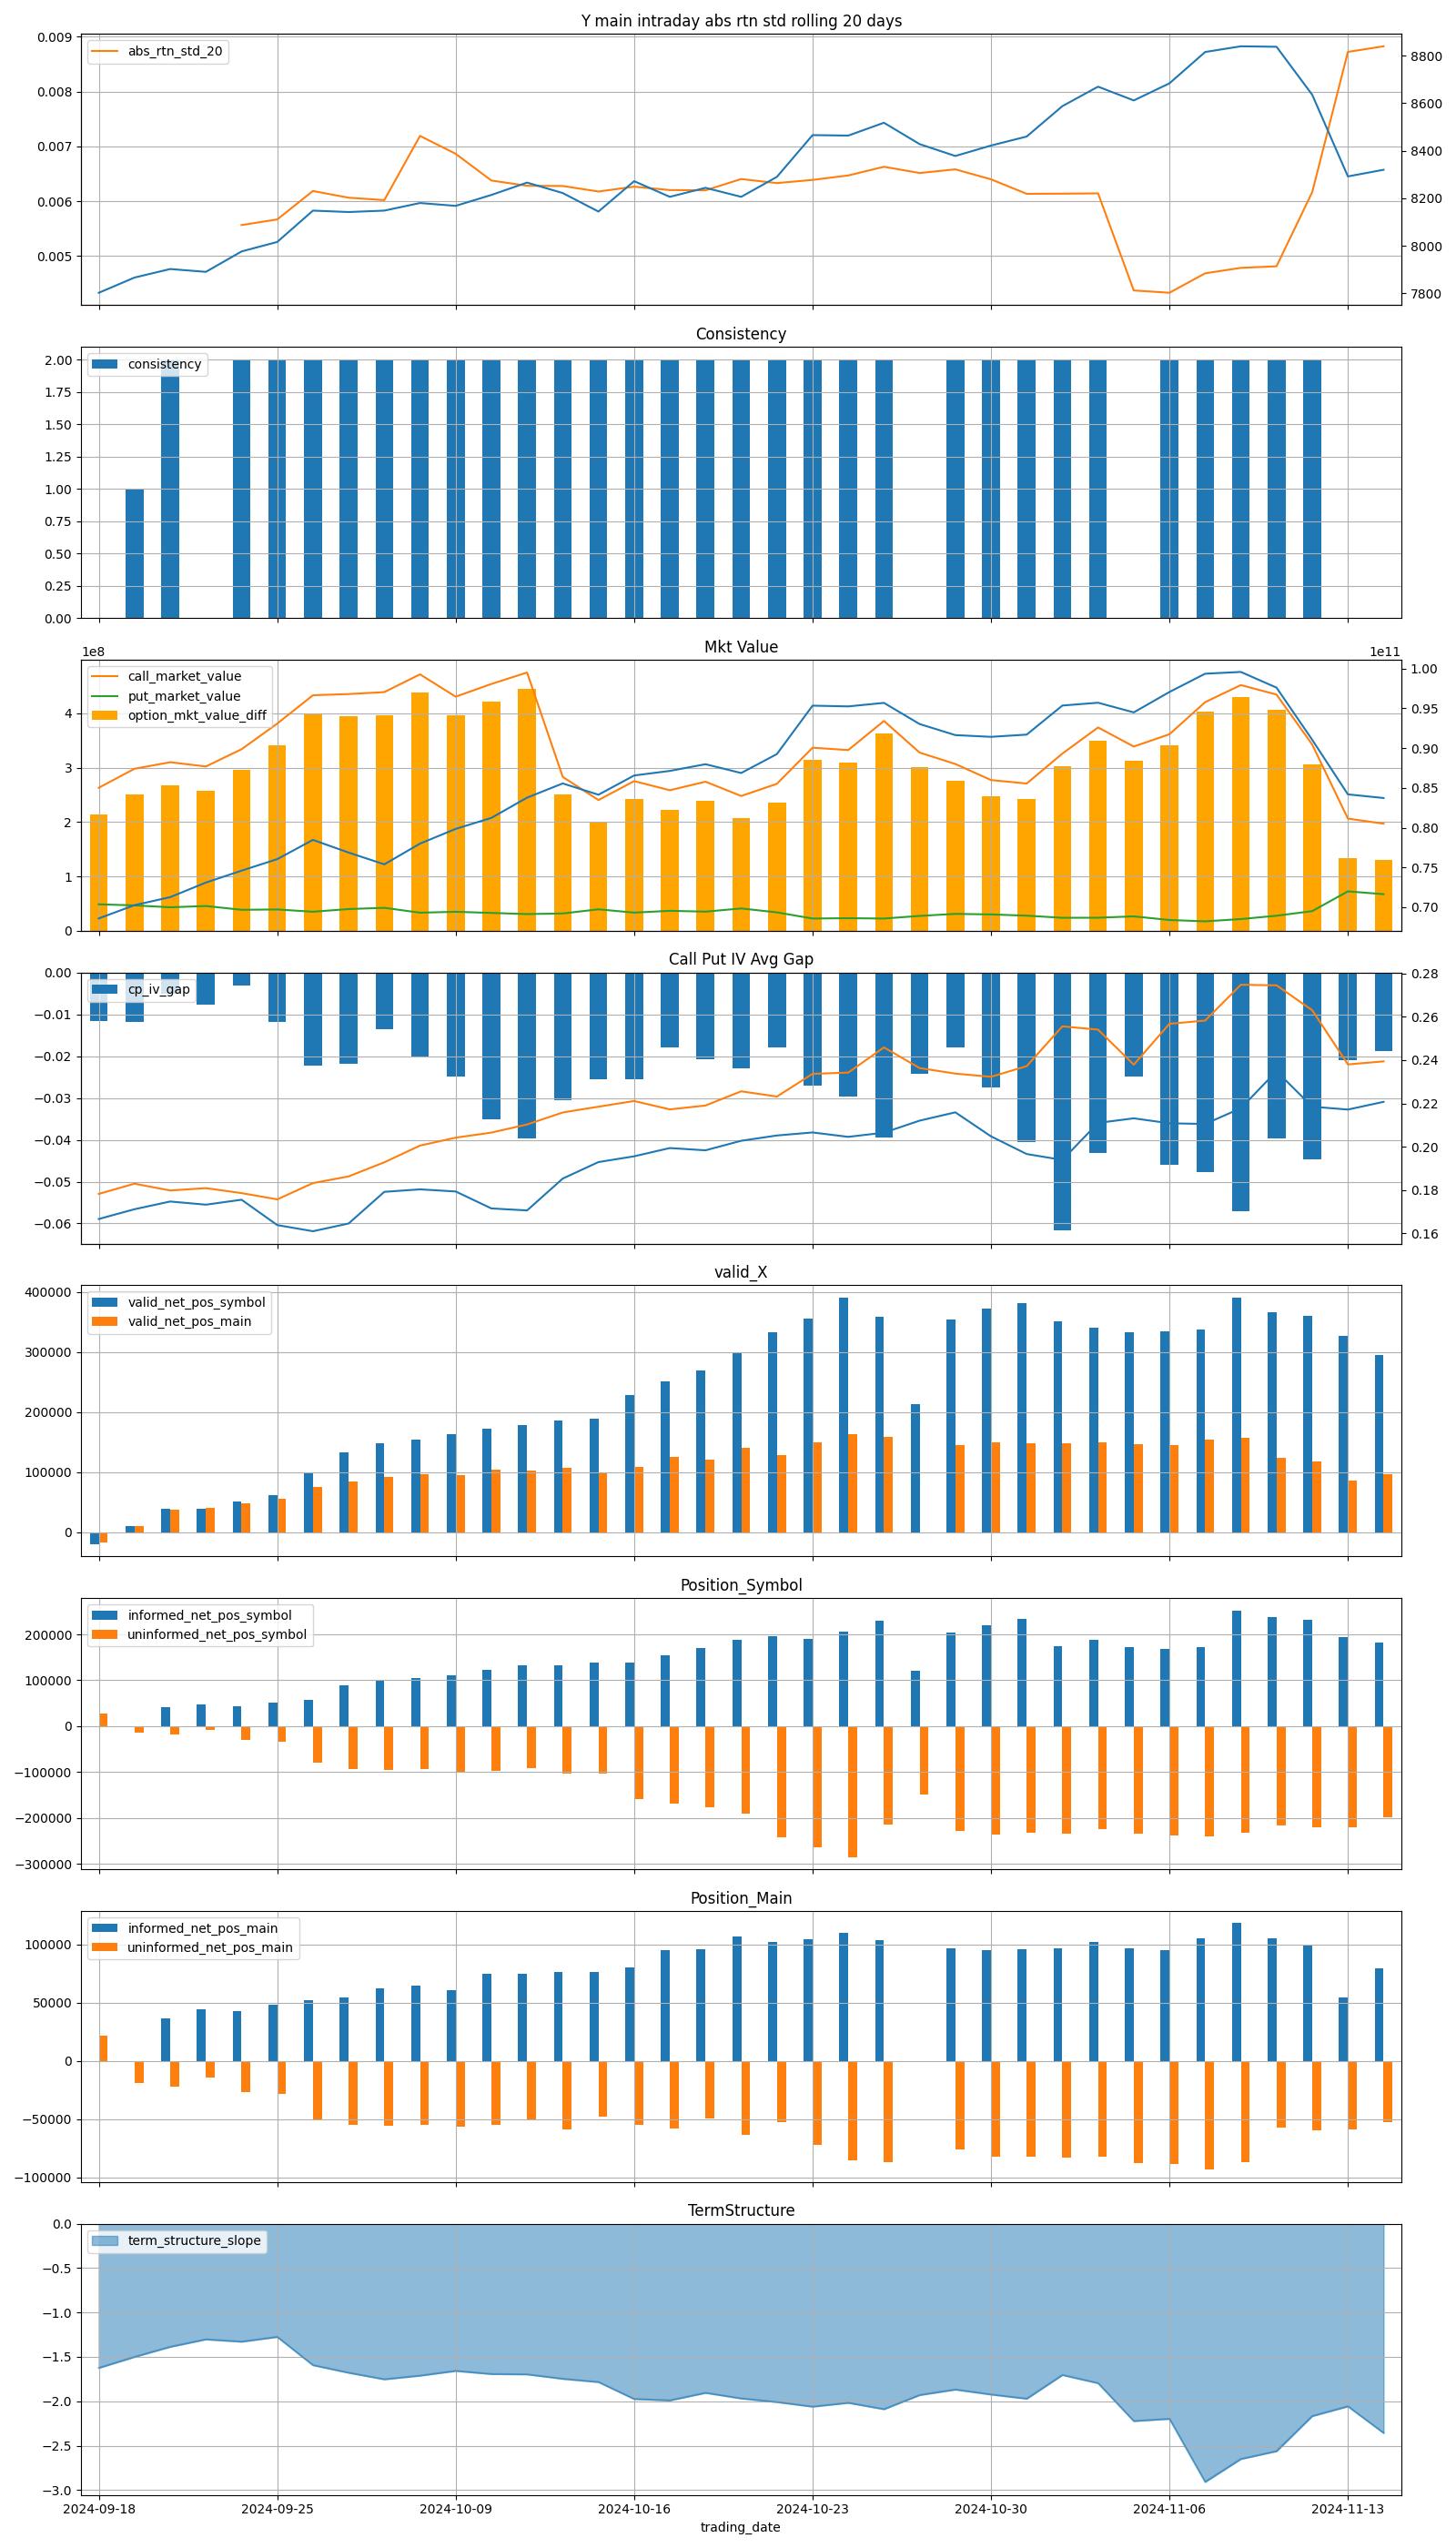 Y main intraday abs rtn std rolling 20 days
abs_rtn_std_20
0.009
0.008
0.007
0.006
0.005
8800
8600
8400
8200
8000
7800
Consistency
consistency
2.00
1.75
1.50
1.25
1.00
0.75
0.50
0.25
0.00
Mkt Value
1e8
1e11
call_market_value
put_market_value
option_mkt_value_diff
4
3
2
1
0
1.00
0.95
0.90
0.85
0.80
0.75
0.70
Call Put IV Avg Gap
cp_iv_gap
0.00
−0.01
−0.02
−0.03
−0.04
−0.05
−0.06
0.28
0.26
0.24
0.22
0.20
0.18
0.16
valid_X
valid_net_pos_symbol
valid_net_pos_main
400000
300000
200000
100000
0
Position_Symbol
informed_net_pos_symbol
uninformed_net_pos_symbol
200000
100000
0
−100000
−200000
−300000
Position_Main
informed_net_pos_main
uninformed_net_pos_main
100000
50000
0
−50000
−100000
TermStructure
term_structure_slope
0.0
−0.5
−1.0
−1.5
−2.0
−2.5
−3.0
2024-09-18 2024-09-25 2024-10-09 2024-10-16 2024-10-23 2024-10-30 2024-11-06 2024-11-13
trading_date